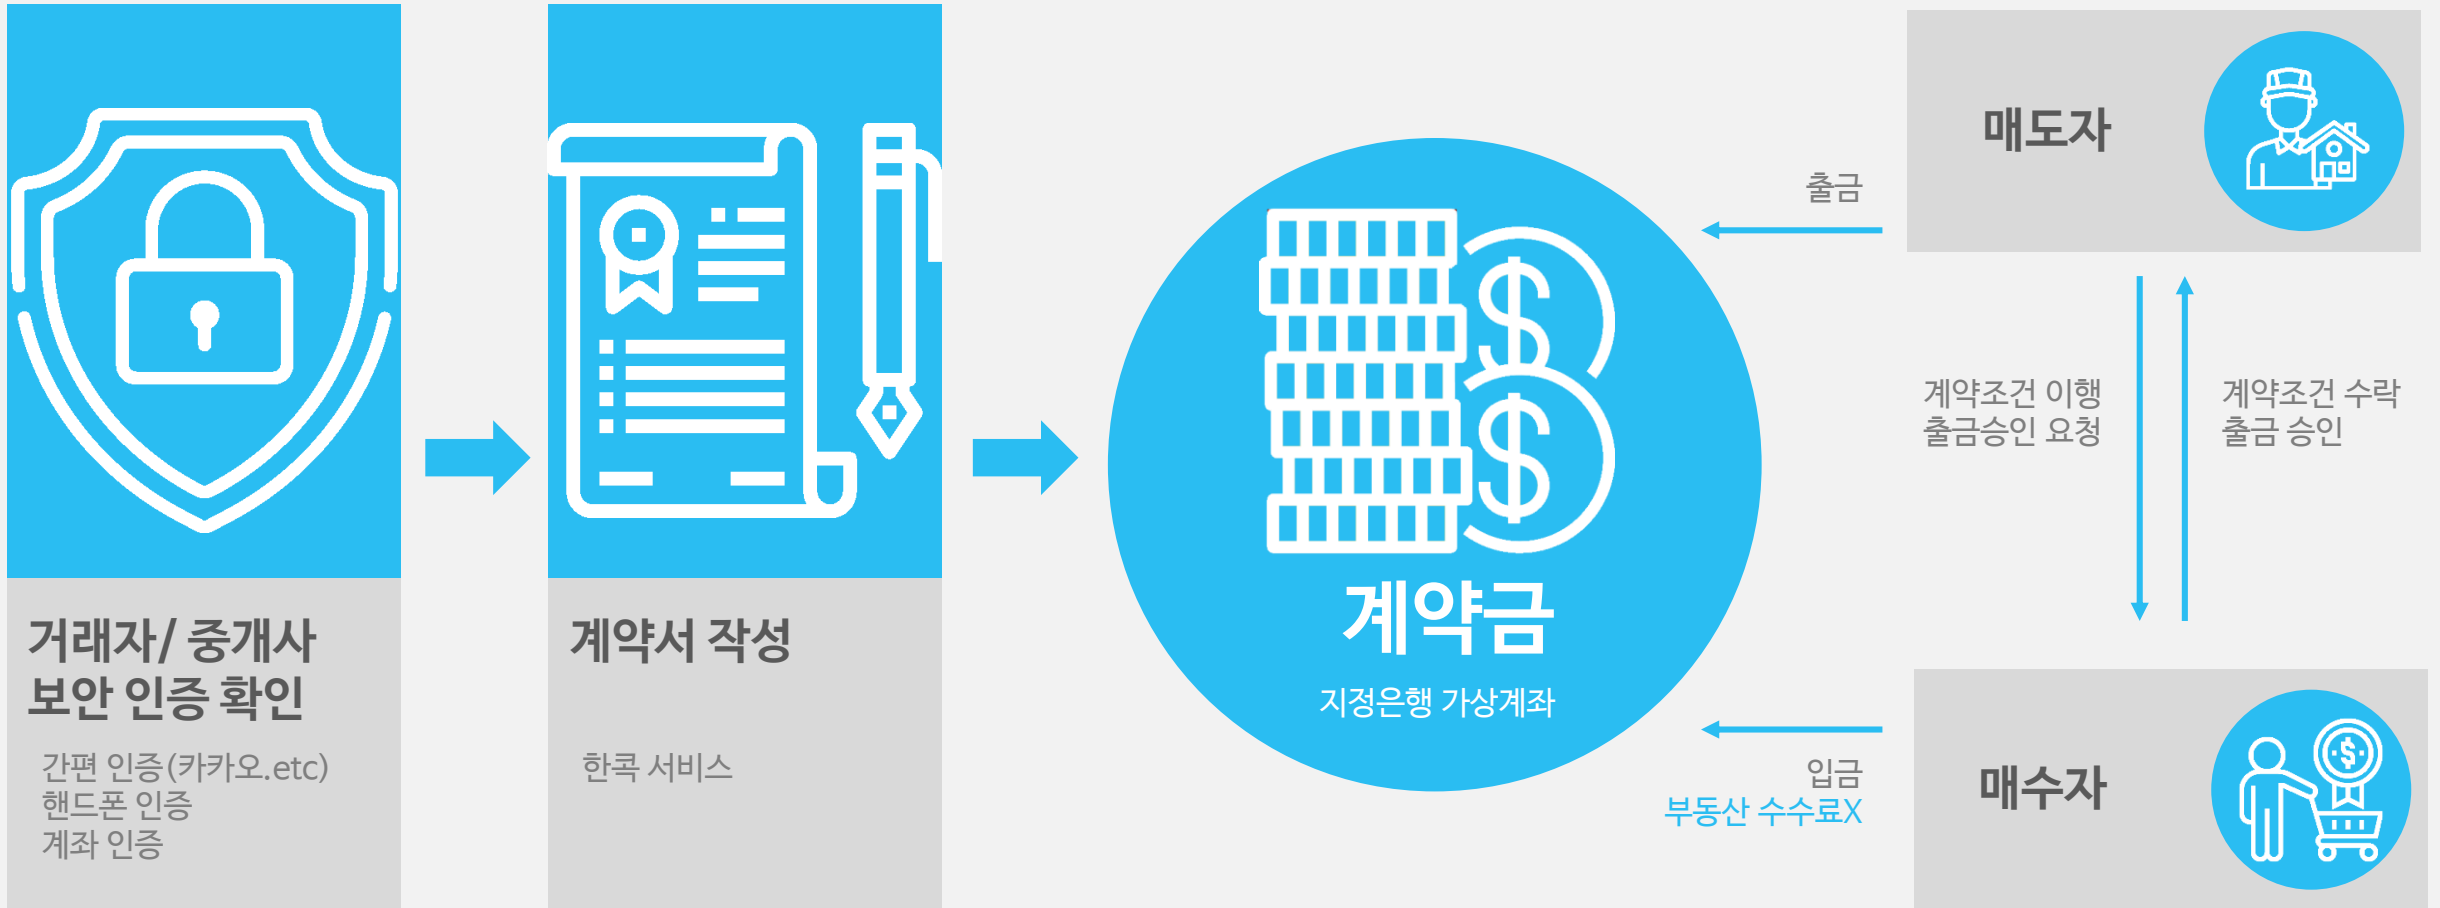 거래자/ 중개사
보안 인증 확인
간편 인증(카카오.etc)
핸드폰 인증
계좌 인증
계약서 작성
한콕 서비스
계약금
지정은행 가상계좌
출금
입금
부동산 수수료X
매도자
계약조건 이행
출금승인 요청
계약조건 수락
출금 승인
매수자